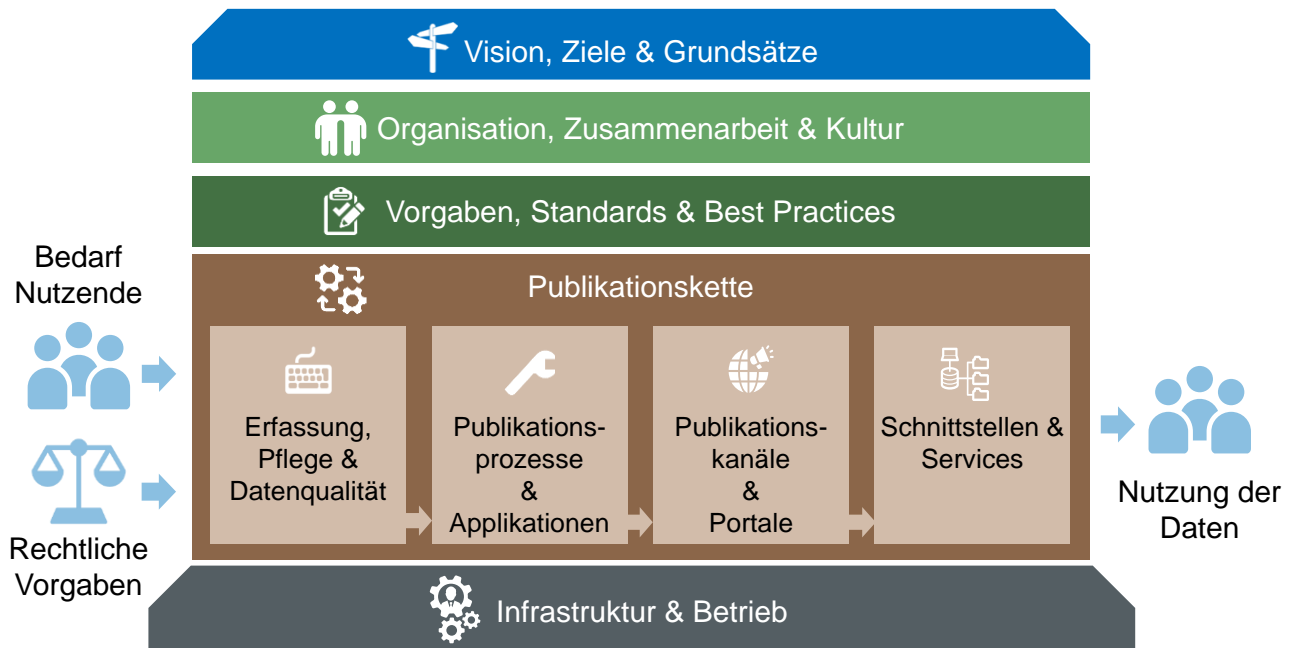 Vision, Ziele & Grundsätze
Organisation, Zusammenarbeit & Kultur
Vorgaben, Standards & Best Practices
Bedarf
Nutzende
Rechtliche
Vorgaben
Publikationskette
Erfassung,
Pflege &
Datenqualität
Publikations-
prozesse
&
Applikationen
Publikations-
kanäle
&
Portale
Schnittstellen &
Services
Nutzung der
Daten
Infrastruktur & Betrieb